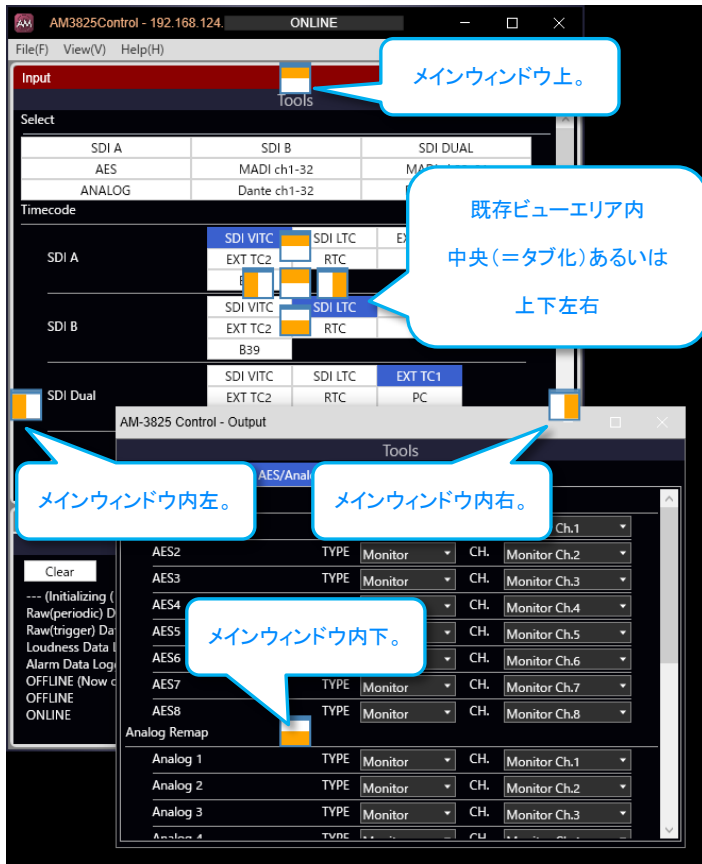 AM3825Control - 192.168.124. ONLINE
File(F) View(V) Help(H)
メインウィンドウ上。
Input
Tools
Select
SDI A SDI B SDI DUAL
AES MADI ch1-32
ANALOG Dante ch1-32
Timecode
既存ビューエリア内
中央(=タブ化)あるいは
上下左右
SDI VITC SDI LTC
SDI A EXT TC2 RTC
SDI VITC SDI LTC
SDI B EXT TC2 RTC
B39
SDI VITC SDI LTC EXT TC1
SDI Dual EXT TC2 RTC PC
AM-3825 Control - Output
Tools
メインウィンドウ内左。
メインウィンドウ内右。
Ch.1
AES2 TYPE Monitor CH. Monitor Ch.2
AES3 TYPE Monitor CH. Monitor Ch.3
AES4 CH. Monitor Ch.4
AES5 CH. Monitor Ch.5
AES6 CH. Monitor Ch.6
AES7 TYPE Monitor CH. Monitor Ch.7
AES8 TYPE Monitor CH. Monitor Ch.8
メインウィンドウ内下。
Clear
--- (Initializing (
Raw(periodic) D
Raw(trigger) Da
Loudness Data
Alarm Data Log
OFFLINE (Now
OFFLINE
ONLINE
Analog Remap
Analog 1 TYPE Monitor CH. Monitor Ch.1
Analog 2 TYPE Monitor CH. Monitor Ch.2
Analog 3 TYPE Monitor CH. Monitor Ch.3